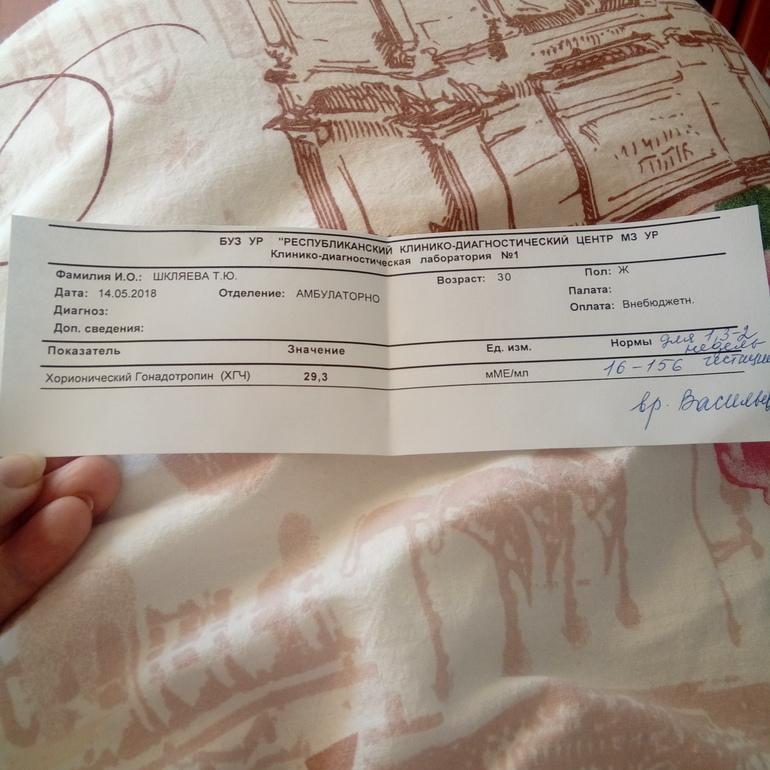 БУЗ УР "РЕСПУБЛИКАНСКИЙ КЛИНИКО-ДИАГНОСТИЧЕСКИЙ ЦЕНТР МЗ УР
Клинико-диагностическая лаборатория №1
Фамилия И.О.: ШКЛЯЕВА Т.Ю. Возраст: 30 Пол: Ж
Дата: 14.05.2018 Отделение: АМБУЛАТОРНО Палата:
Диагноз: Оплата: Внебюджетн.
Доп. сведения:
Показатель Значение Ед. изм. Нормы для 1,5-2
недель
Хорионический Гонадотропин (ХГЧ) 29,3 мМЕ/мл 16-156
вр.